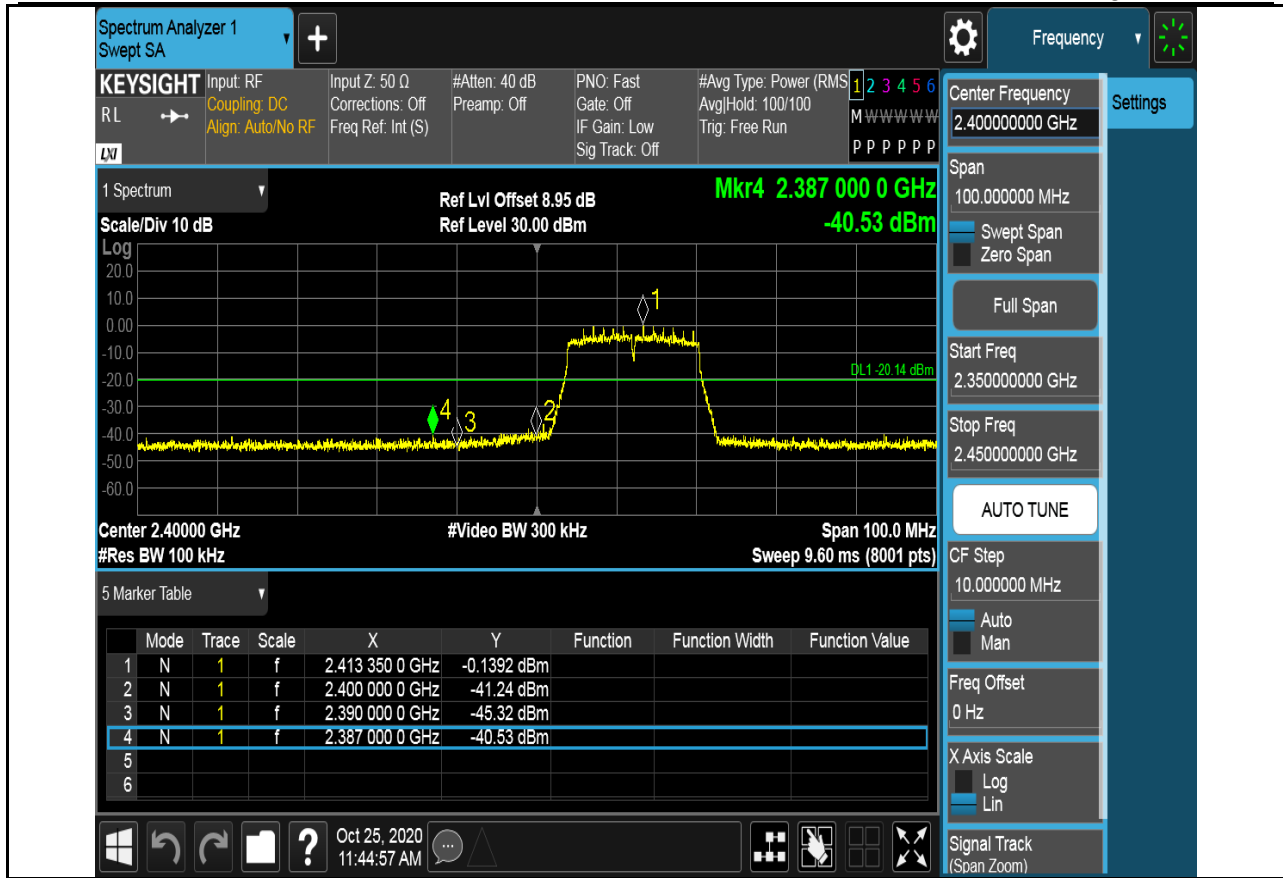 Spectrum Analyzer 1
Swept SA
+
Frequency
KEYSIGHT
RL
LXI
Input: RF
Coupling: DC
Align: Auto/No RF
Input Z: 50 Ω
Corrections: Off
Freq Ref: Int (S)
#Atten: 40 dB
Preamp: Off
PNO: Fast
Gate: Off
IF Gain: Low
Sig Track: Off
#Avg Type: Power (RMS
Avg|Hold: 100/100
Trig: Free Run
1 2 3 4 5 6
M W W W W W
P P P P P P
Settings
Center Frequency
2.400000000 GHz
Span
100.000000 MHz
Swept Span
Zero Span
Full Span
Start Freq
2.350000000 GHz
Stop Freq
2.450000000 GHz
AUTO TUNE
CF Step
10.000000 MHz
Auto
Man
Freq Offset
0 Hz
X Axis Scale
Log
Lin
Signal Track
(Span Zoom)
1 Spectrum
Scale/Div 10 dB
Ref Lvl Offset 8.95 dB
Ref Level 30.00 dBm
Mkr4 2.387 000 0 GHz
-40.53 dBm
Log
20.0
10.0
0.00
-10.0
-20.0
-30.0
-40.0
-50.0
-60.0
1
DL1 -20.14 dBm
4
3
2
Center 2.40000 GHz
#Video BW 300 kHz
Span 100.0 MHz
#Res BW 100 kHz
Sweep 9.60 ms (8001 pts)
5 Marker Table
Mode Trace Scale X Y Function Function Width Function Value
1 N 1 f 2.413 350 0 GHz -0.1392 dBm
2 N 1 f 2.400 000 0 GHz -41.24 dBm
3 N 1 f 2.390 000 0 GHz -45.32 dBm
4 N 1 f 2.387 000 0 GHz -40.53 dBm
5
6
?
Oct 25, 2020
11:44:57 AM